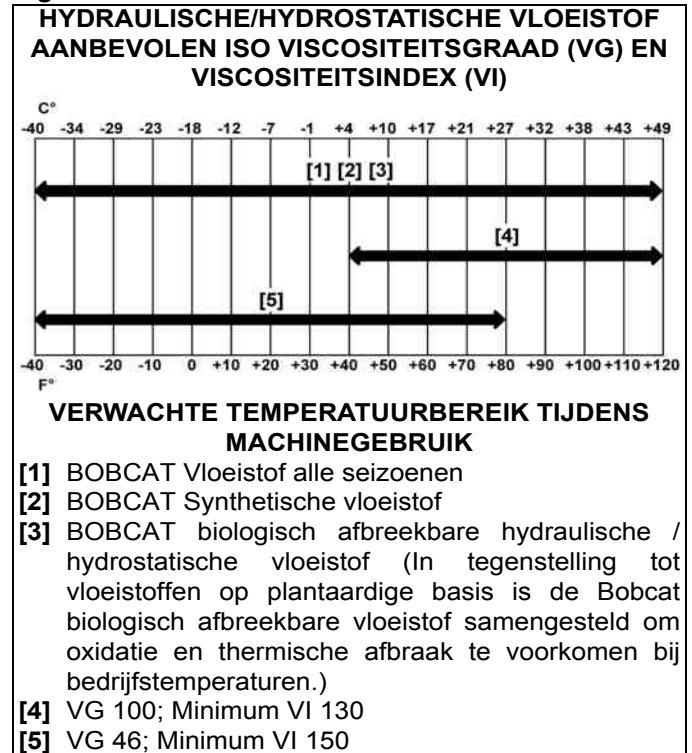 HYDRAULISCHE/HYDROSTATISCHE VLOEISTOF
AANBEVOLEN ISO VISCOSITEITSGRAAD (VG) EN
VISCOSITEITSINDEX (VI)
C°
-40 -34 -29 -23 -18 -12 -7 -1 +4 +10 +17 +21 +27 +32 +38 +43 +49
[1] [2] [3]
[4]
[5]
-40 -30 -20 -10 0 +10 +20 +30 +40 +50 +60 +70 +80 +90 +100 +110 +120
F°
VERWACHTE TEMPERATUURBEREIK TIJDENS
MACHINEGEBRUIK
[1] BOBCAT Vloeistof alle seizoenen
[2] BOBCAT Synthetische vloeistof
[3] BOBCAT biologisch afbreekbare hydraulische /
hydrostatische vloeistof (In tegenstelling tot
vloeistoffen op plantaardige basis is de Bobcat
biologisch afbreekbare vloeistof samengesteld om
oxidatie en thermische afbraak te voorkomen bij
bedrijfstemperaturen.)
[4] VG 100; Minimum VI 130
[5] VG 46; Minimum VI 150